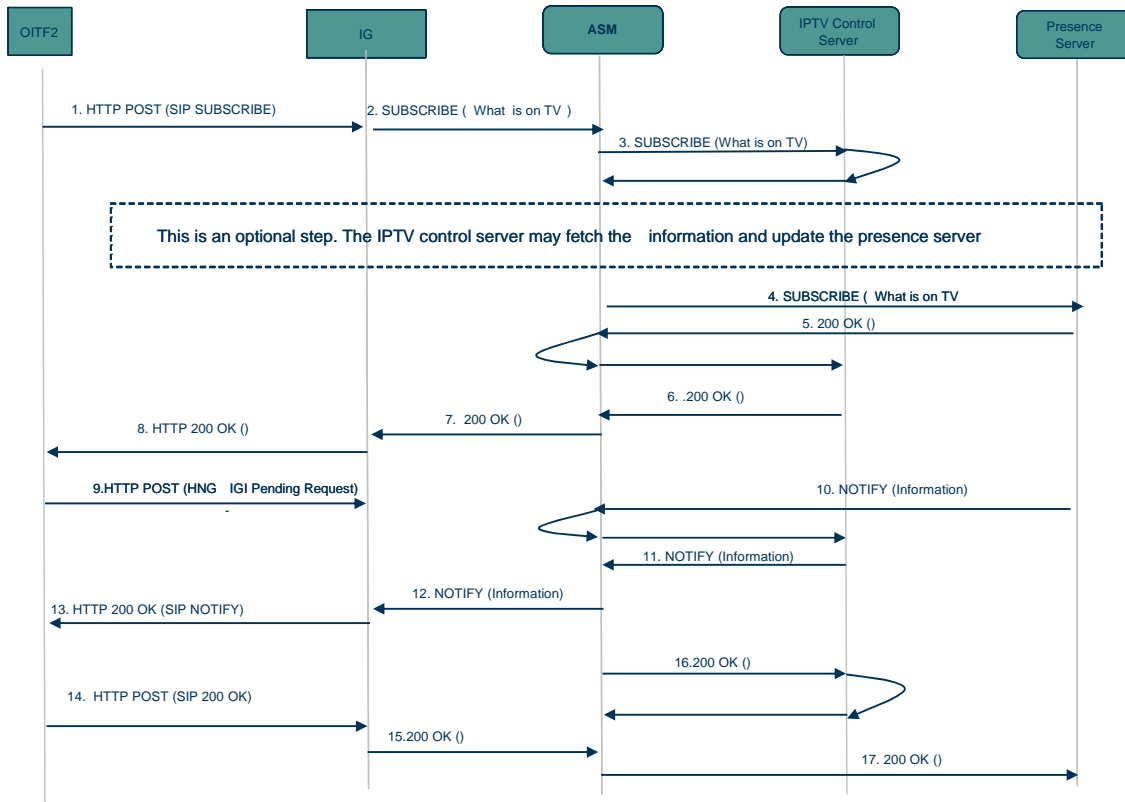 OITF2
IG
ASM
IPTV Control
Server
Presence
Server
1. HTTP POST (SIP SUBSCRIBE)
2. SUBSCRIBE ( What is on TV )
3. SUBSCRIBE (What is on TV)
This is an optional step. The IPTV control server may fetch the information and update the presence server
4. SUBSCRIBE ( What is on TV
5. 200 OK ()
6. .200 OK ()
7. 200 OK ()
8. HTTP 200 OK ()
9.HTTP POST (HNG IGI Pending Request)
-
10. NOTIFY (Information)
11. NOTIFY (Information)
12. NOTIFY (Information)
13. HTTP 200 OK (SIP NOTIFY)
16.200 OK ()
14. HTTP POST (SIP 200 OK)
15.200 OK ()
17. 200 OK ()